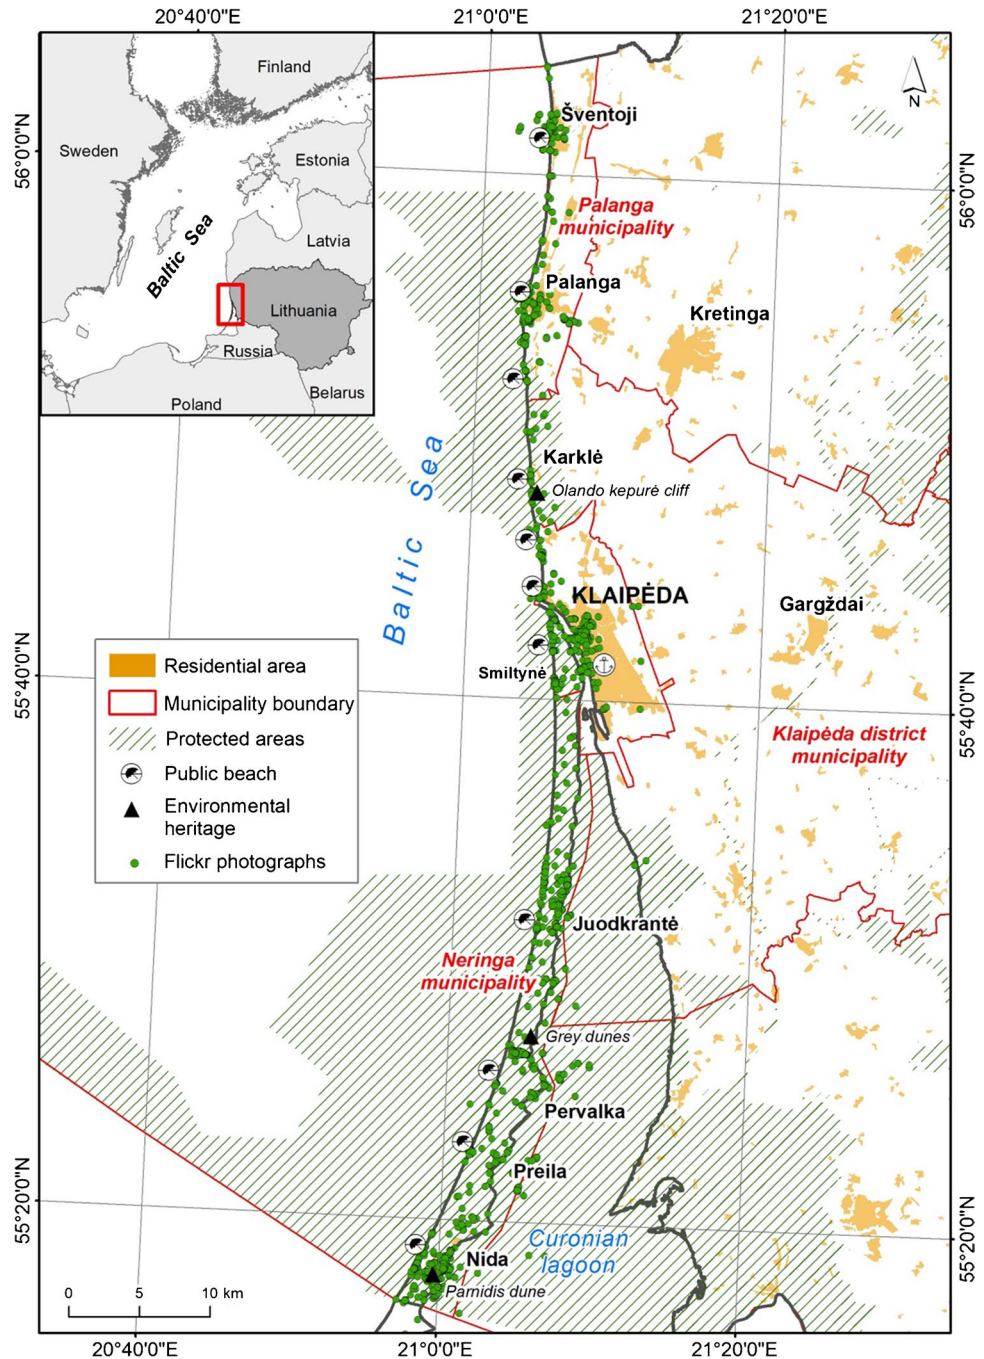 20°40'0"E
21°0'0"E
21°20'0"E
56°0'0"N
56°0'0"N
55°40'0"N
55°40'0"N
55°20'0"N
55°20'0"N
20°40'0"E
21°0'0"E
21°20'0"E
Finland
Sweden
Estonia
Latvia
Baltic Sea
Lithuania
Russia
Belarus
Poland
N
Šventoji
Palanga
municipality
Palanga
Kretinga
Karklė
Olando kepurė cliff
Baltic Sea
KLAIPĖDA
Gargždai
Smiltynė
Klaipėda district
municipality
Residential area
Municipality boundary
Protected areas
Public beach
Environmental
heritage
Flickr photographs
Juodkrantė
Neringa
municipality
Grey dunes
Pervalka
Preila
Curonian
lagoon
Nida
Parnidis dune
0
5
10 km